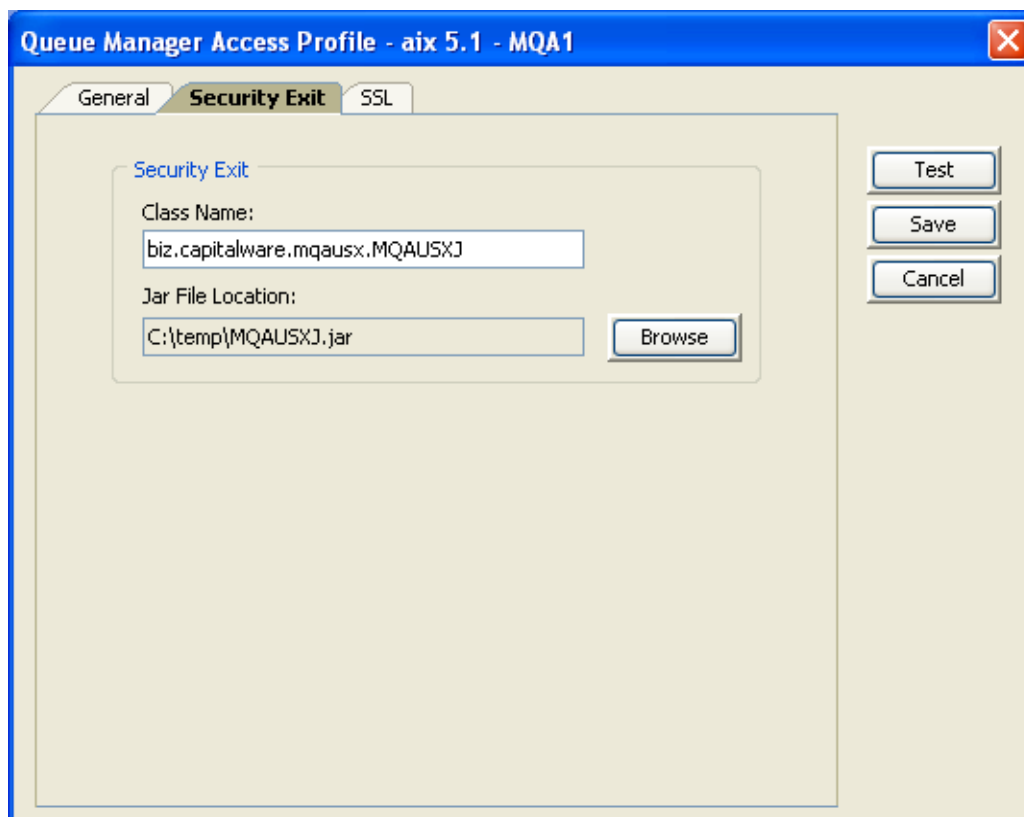 Queue Manager Access Profile - aix 5.1 - MQA1
General Security Exit SSL
Security Exit
Class Name:
biz.capitalware.mqausx.MQAUSXJ
Jar File Location:
C:\temp\MQAUSXJ.jar
Browse
Test
Save
Cancel